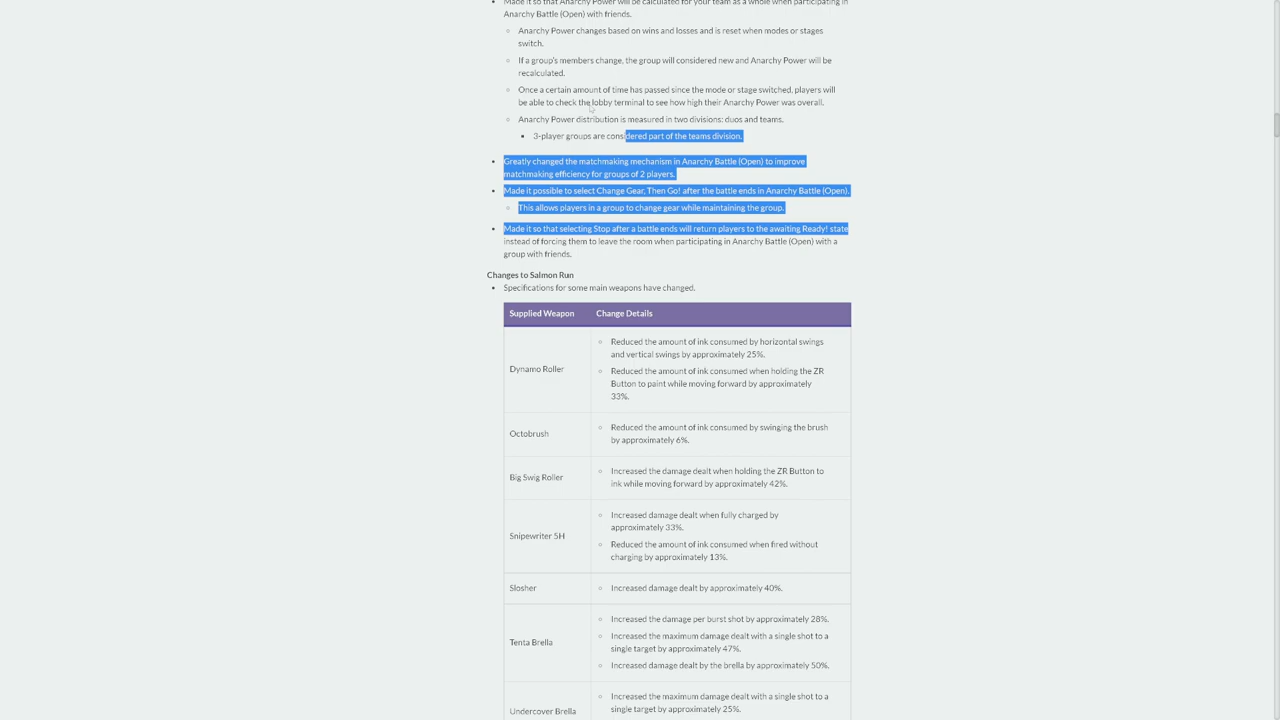 Made it so that Anarchy Power will be calculated for your team as a whole when participating in
Anarchy Battle (Open) with friends.
Anarchy Power changes based on wins and losses and is reset when modes or stages
switch.
If a group's members change, the group will considered new and Anarchy Power will be
recalculated.
Once a certain amount of time has passed since the mode or stage switched, players will
be able to check the lobby terminal to see how high their Anarchy Power was overall.
Anarchy Power distribution is measured in two divisions: duos and teams.
3-player groups are considered part of the teams division.
Greatly changed the matchmaking mechanism in Anarchy Battle (Open) to improve
matchmaking efficiency for groups of 2 players.
Made it possible to select Change Gear, Then Go! after the battle ends in Anarchy Battle (Open).
This allows players in a group to change gear while maintaining the group.
Made it so that selecting Stop after a battle ends will return players to the awaiting Ready! state
instead of forcing them to leave the room when participating in Anarchy Battle (Open) with a
group with friends.
Changes to Salmon Run
Specifications for some main weapons have changed.
Supplied Weapon Change Details
Dynamo Roller
Reduced the amount of ink consumed by horizontal swings
and vertical swings by approximately 25%.
Reduced the amount of ink consumed when holding the ZR
Button to paint while moving forward by approximately
33%.
Octobrush
Reduced the amount of ink consumed by swinging the brush
by approximately 6%.
Big Swig Roller
Increased the damage dealt when holding the ZR Button to
ink while moving forward by approximately 42%.
Snipewriter 5H
Increased damage dealt when fully charged by
approximately 33%.
Reduced the amount of ink consumed when fired without
charging by approximately 13%.
Slosher
Increased damage dealt by approximately 40%.
Tenta Brella
Increased the damage per burst shot by approximately 28%.
Increased the maximum damage dealt with a single shot to a
single target by approximately 47%.
Increased damage dealt by the brella by approximately 50%.
Undercover Brella
Increased the maximum damage dealt with a single shot to a
single target by approximately 25%.